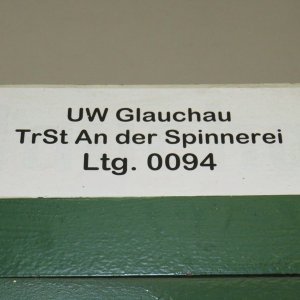 UW Glauchau
TrSt An der Spinnerei
Ltg. 0094